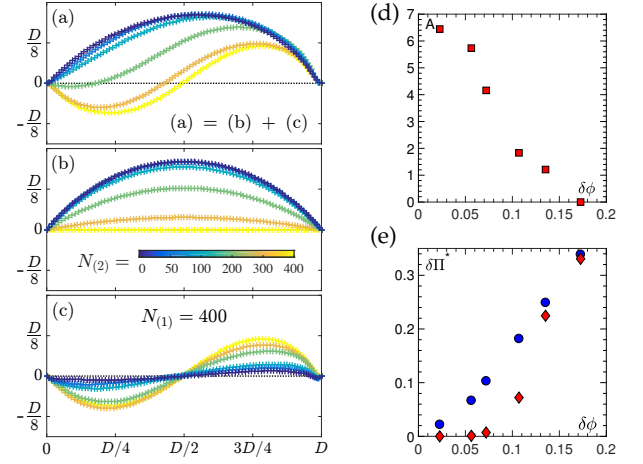 (a)
D/8
0
-D/8
(a) = (b) + (c)
(b)
D/8
0
-D/8
N(2) =
0 50 100 200 300 400
(c)
N(1) = 400
D/8
0
-D/8
0 D/4 D/2 3D/4 D
(d)
7
A
6
5
4
3
2
1
0
δϕ
0 0.05 0.1 0.15 0.2
(e)
δΠ*
0.3
0.2
0.1
0
δϕ
0 0.05 0.1 0.15 0.2